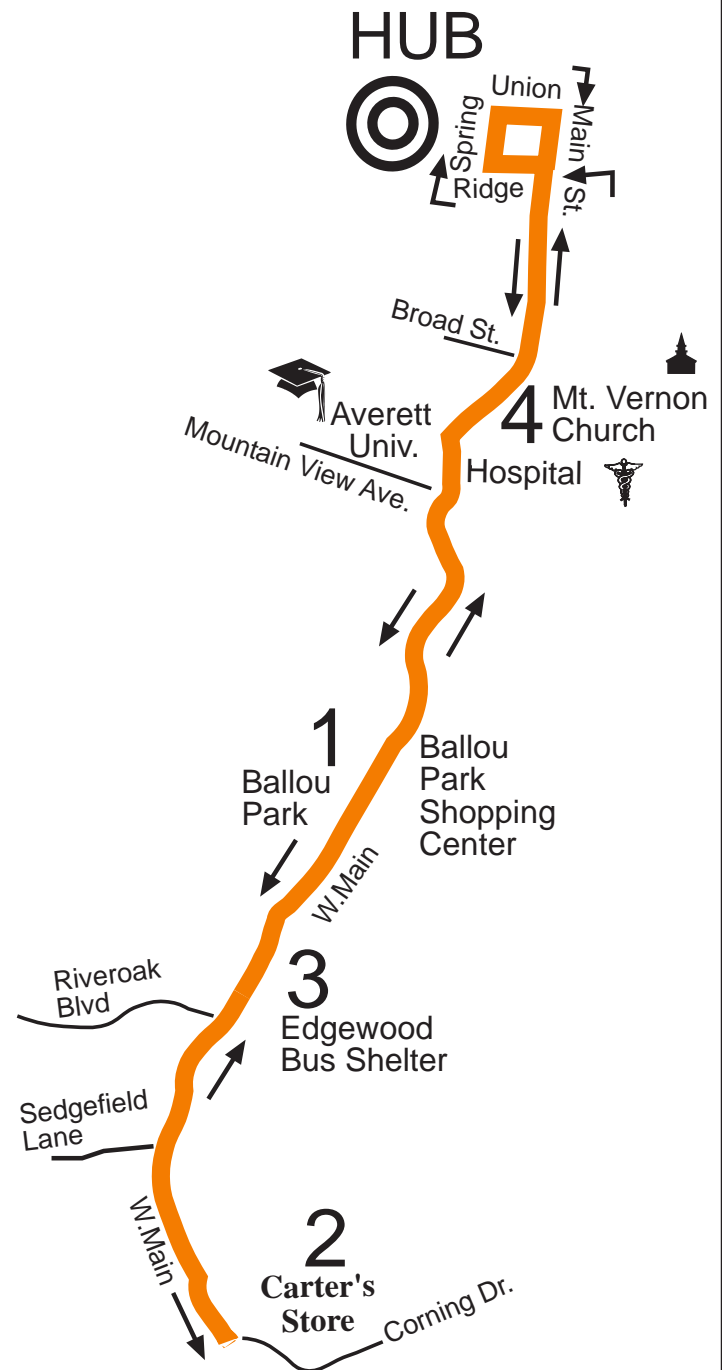 HUB
Union
Spring
Main St.
Ridge
Broad St.
4
Mt. Vernon
Church
Averett
Univ.
Mountain View Ave.
Hospital
1
Ballou
Park
Ballou
Park
Shopping
Center
W.Main
3
Riveroak
Blvd
Edgewood
Bus Shelter
Sedgefield
Lane
W.Main
2
Carter's
Store
Corning Dr.